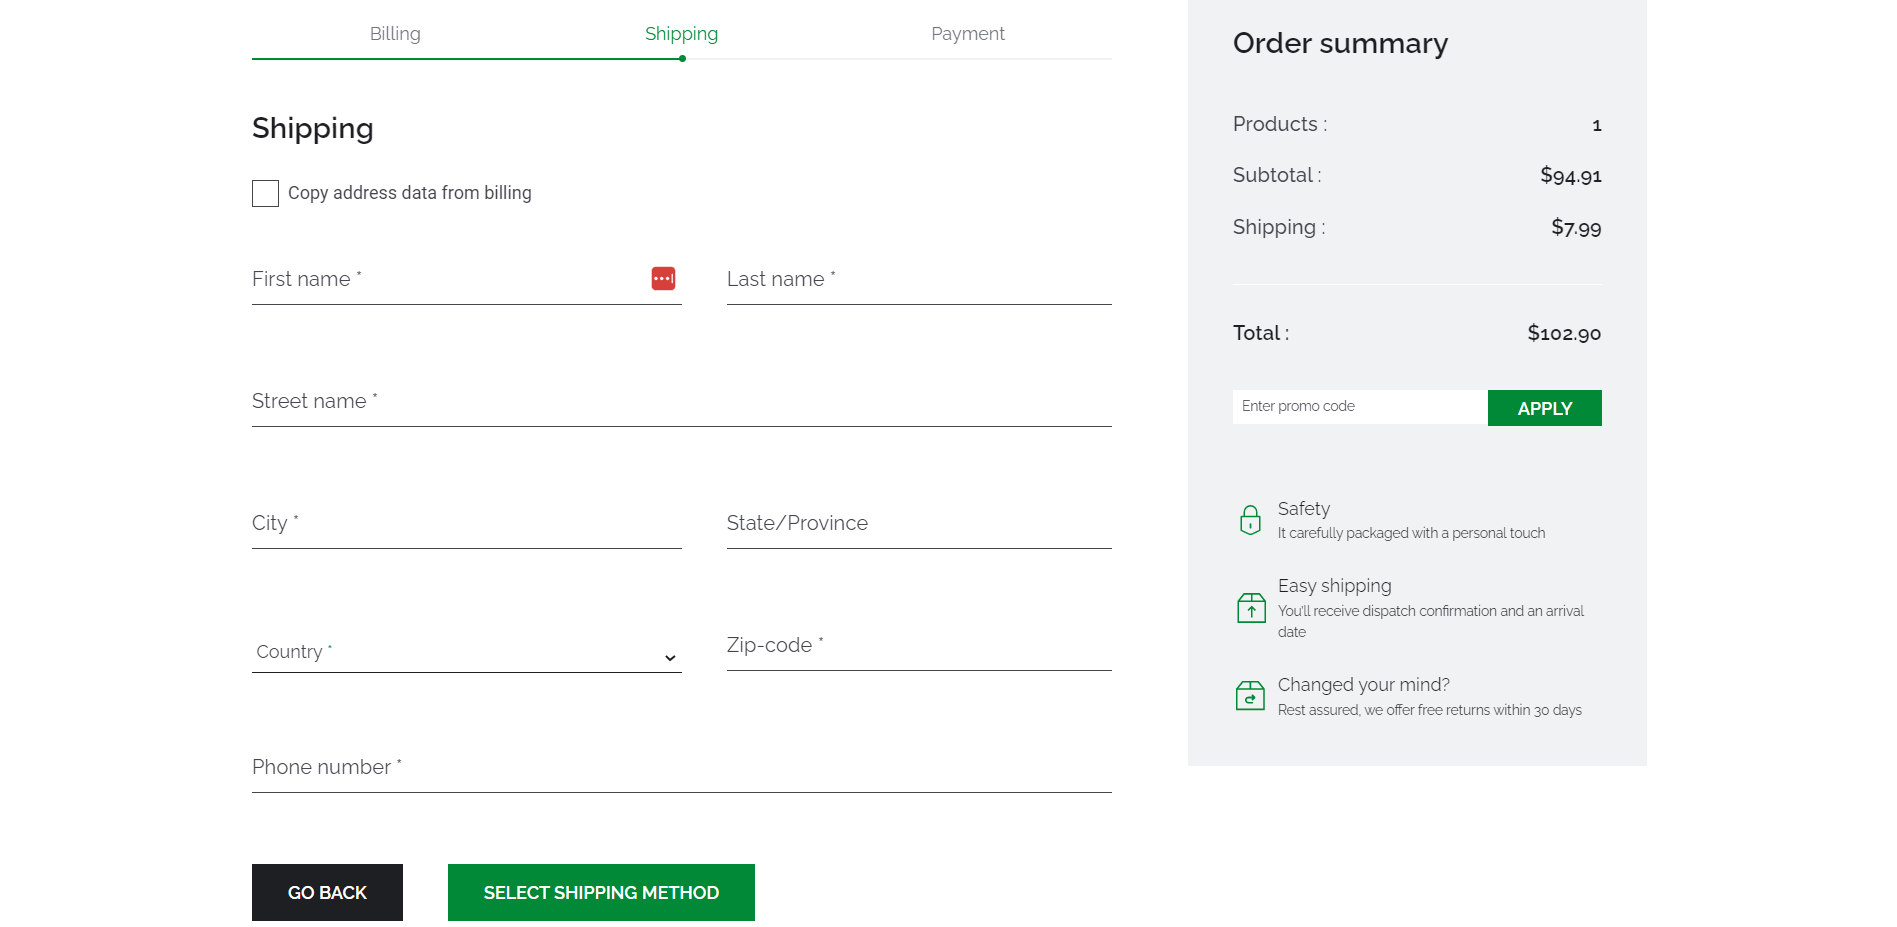 Billing
Shipping
Payment
Shipping
Copy address data from billing
First name *
Last name *
Street name *
City *
State/Province
Country *
Zip-code *
Phone number *
GO BACK
SELECT SHIPPING METHOD
Order summary
Products : 1
Subtotal : $94.91
Shipping : $7.99
Total : $102.90
Enter promo code
APPLY
Safety
It carefully packaged with a personal touch
Easy shipping
You'll receive dispatch confirmation and an arrival
date
Changed your mind?
Rest assured, we offer free returns within 30 days